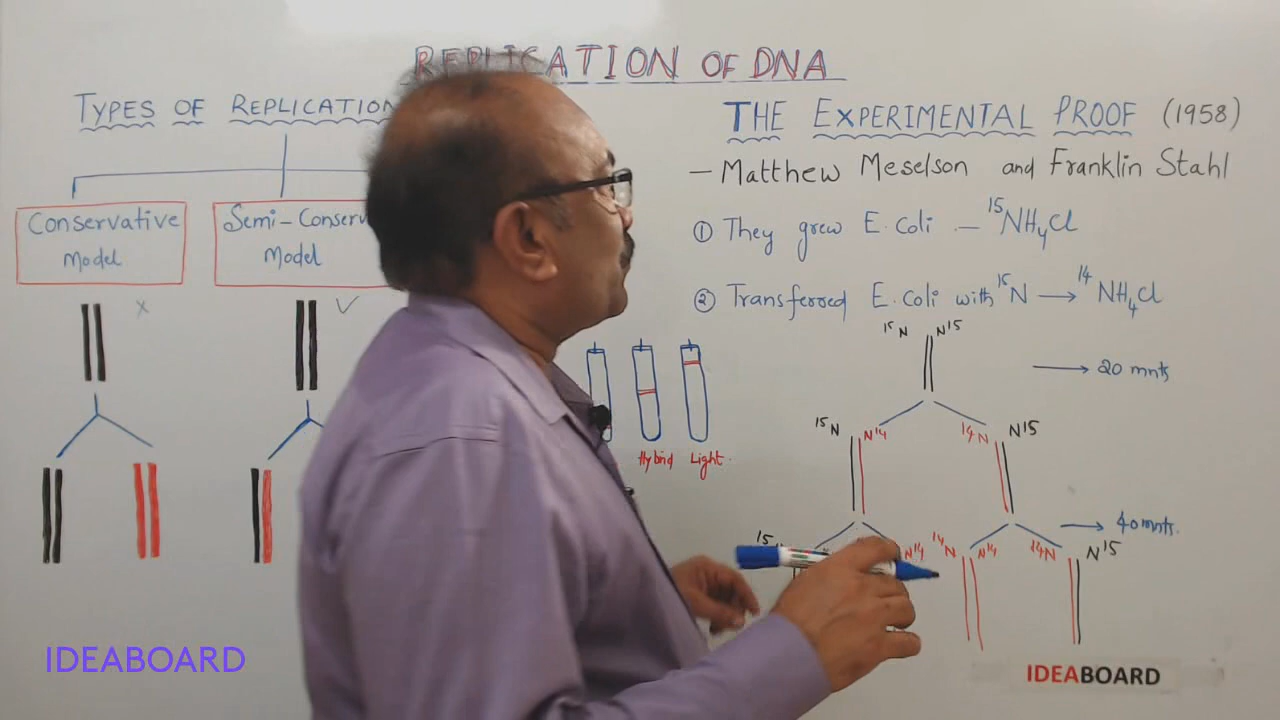 REPLICATION OF DNA
TYPES OF REPLICATION
Conservative
Model
Semi-Conserv
Model
x
✓
THE EXPERIMENTAL PROOF (1958)
– Matthew Meselson and Franklin Stahl
① They grew E. Coli – ¹⁵NH₄Cl
② Transferred E. Coli with ¹⁵N → ¹⁴NH₄Cl
¹⁵N N¹⁵
→ 20 mnts
¹⁵N N¹⁴ ¹⁴N N¹⁵
Hybrid Light
→ 40 mnts.
N¹⁴ ¹⁴N N¹⁴ ¹⁴N N¹⁵
IDEABOARD
IDEABOARD